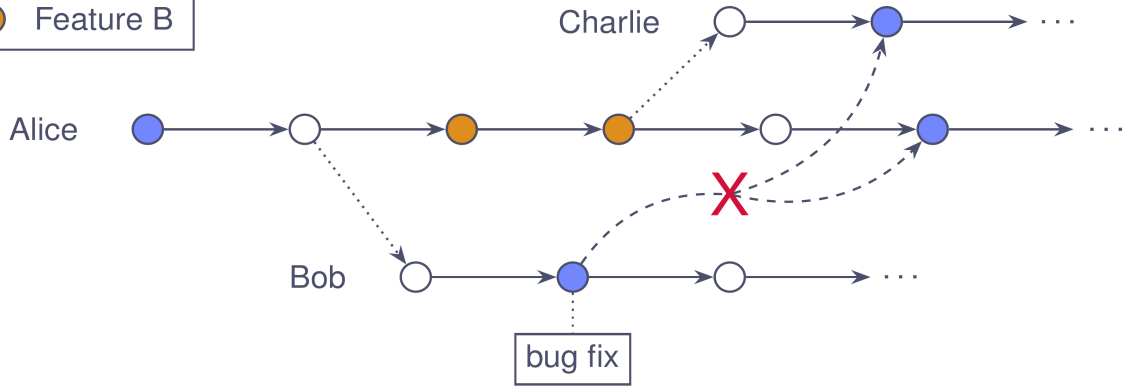 Feature B
Charlie
· · ·
Alice
· · ·
X
Bob
· · ·
bug fix